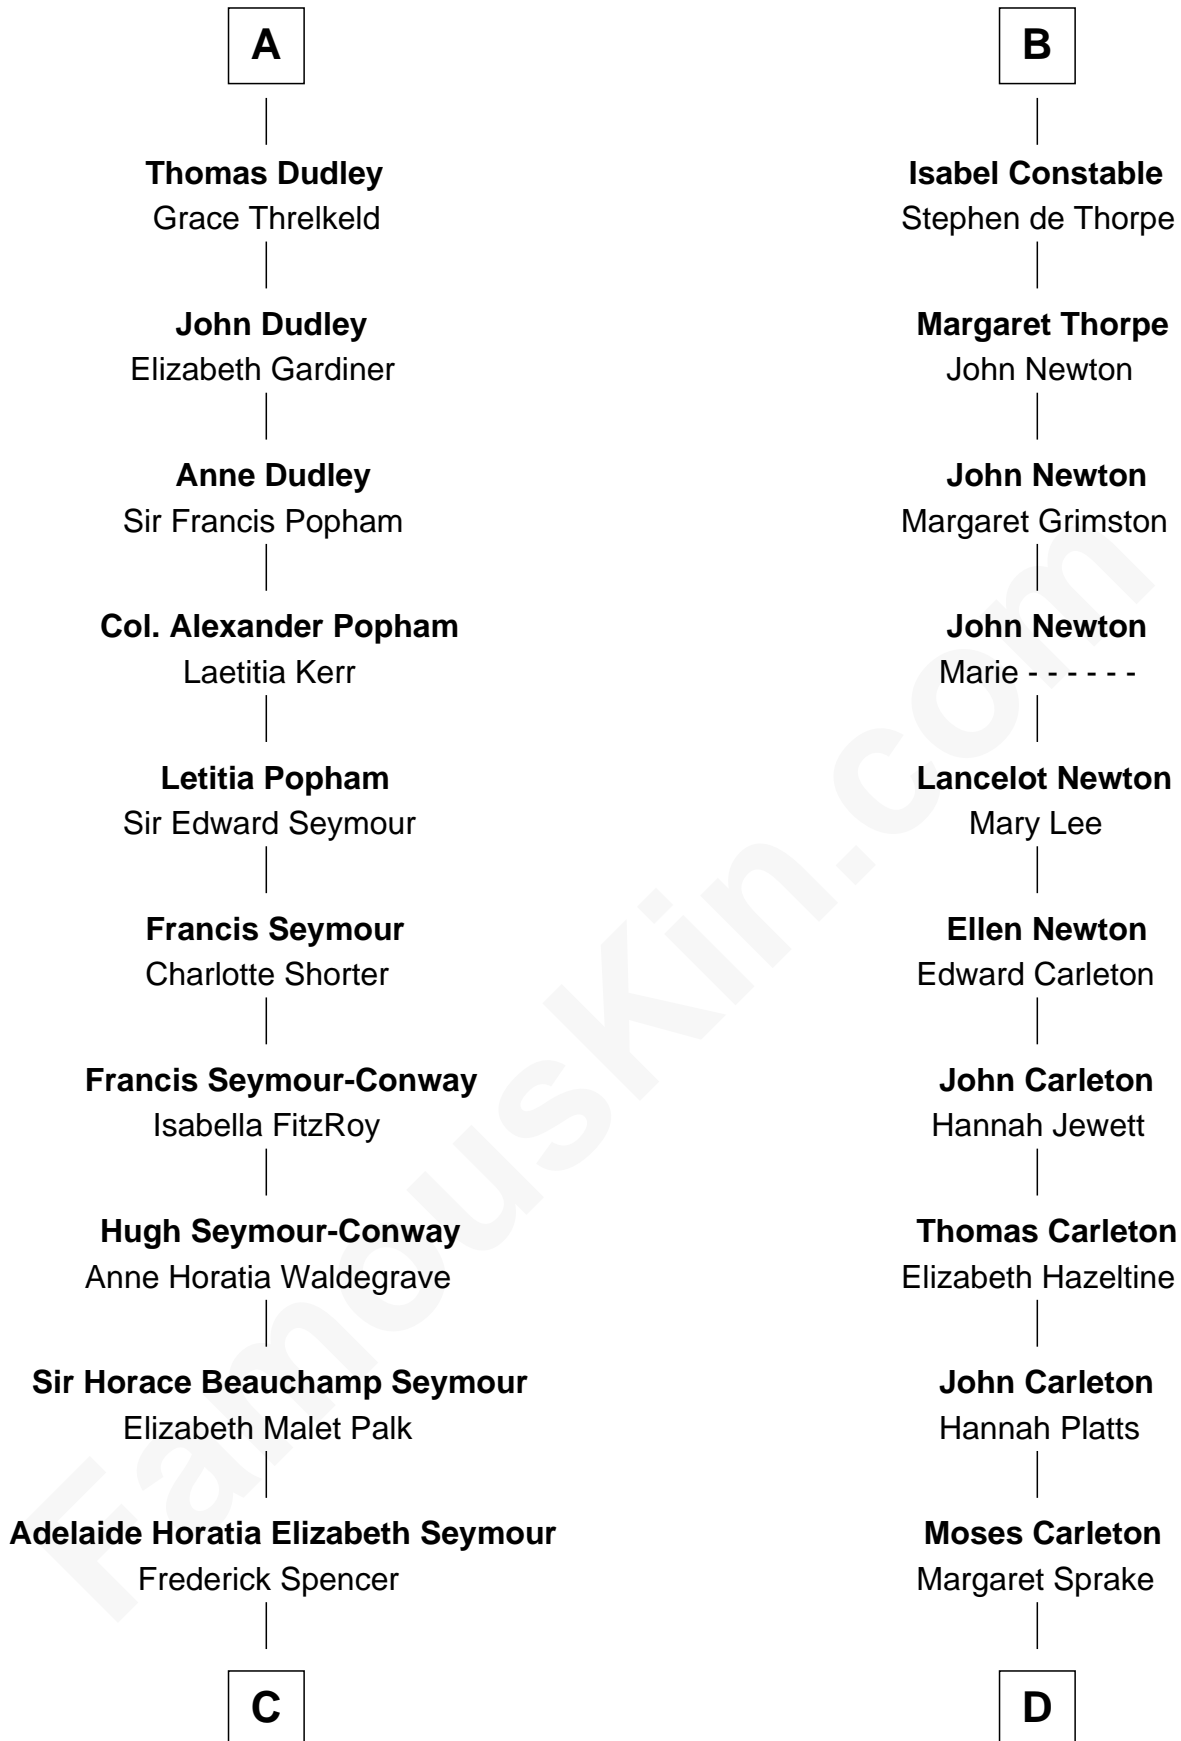 A
Thomas Dudley
Grace Threlkeld
John Dudley
Elizabeth Gardiner
Anne Dudley
Sir Francis Popham
Col. Alexander Popham
Laetitia Kerr
Letitia Popham
Sir Edward Seymour
Francis Seymour
Charlotte Shorter
Francis Seymour-Conway
Isabella FitzRoy
Hugh Seymour-Conway
Anne Horatia Waldegrave
Sir Horace Beauchamp Seymour
Elizabeth Malet Palk
Adelaide Horatia Elizabeth Seymour
Frederick Spencer
C
B
Isabel Constable
Stephen de Thorpe
Margaret Thorpe
John Newton
John Newton
Margaret Grimston
John Newton
Marie - - - - - -
Lancelot Newton
Mary Lee
Ellen Newton
Edward Carleton
John Carleton
Hannah Jewett
Thomas Carleton
Elizabeth Hazeltine
John Carleton
Hannah Platts
Moses Carleton
Margaret Sprake
D
FamousKin.com